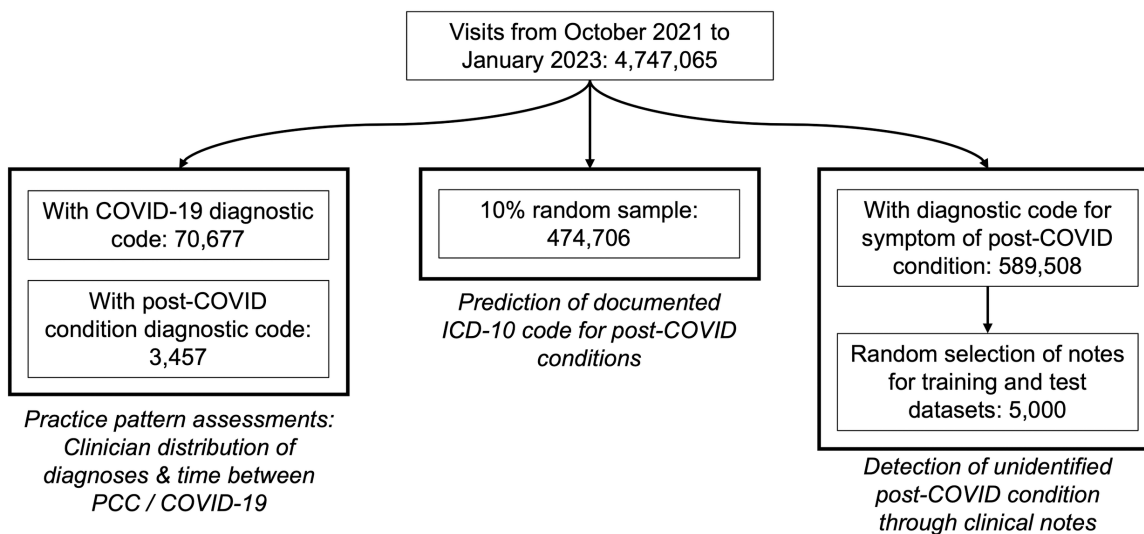 Visits from October 2021 to
January 2023: 4,747,065
With COVID-19 diagnostic
code: 70,677
With post-COVID
condition diagnostic code:
3,457
Practice pattern assessments:
Clinician distribution of
diagnoses & time between
PCC / COVID-19
10% random sample:
474,706
Prediction of documented
ICD-10 code for post-COVID
conditions
With diagnostic code for
symptom of post-COVID
condition: 589,508
Random selection of notes
for training and test
datasets: 5,000
Detection of unidentified
post-COVID condition
through clinical notes